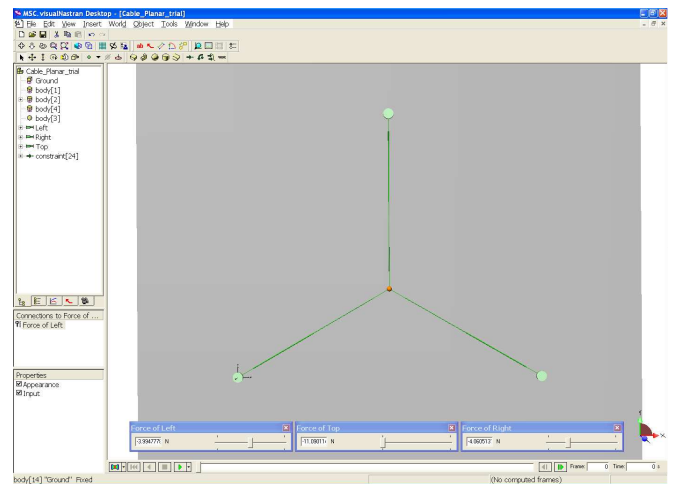 MSC.visualNastran Desktop - [Cable_Planar_trial]
File Edit View Insert World Object Tools Window Help
Cable_Planar_trial
Ground
body[1]
body[2]
body[4]
body[3]
Left
Right
Top
constraint[24]
Connections to Force of ...
Force of Left
Properties
Appearance
Input
Force of Left
N
Force of Top
N
Force of Right
N
Frame: 0 Time: 0 s
body[14] "Ground" Fixed
(No computed frames)